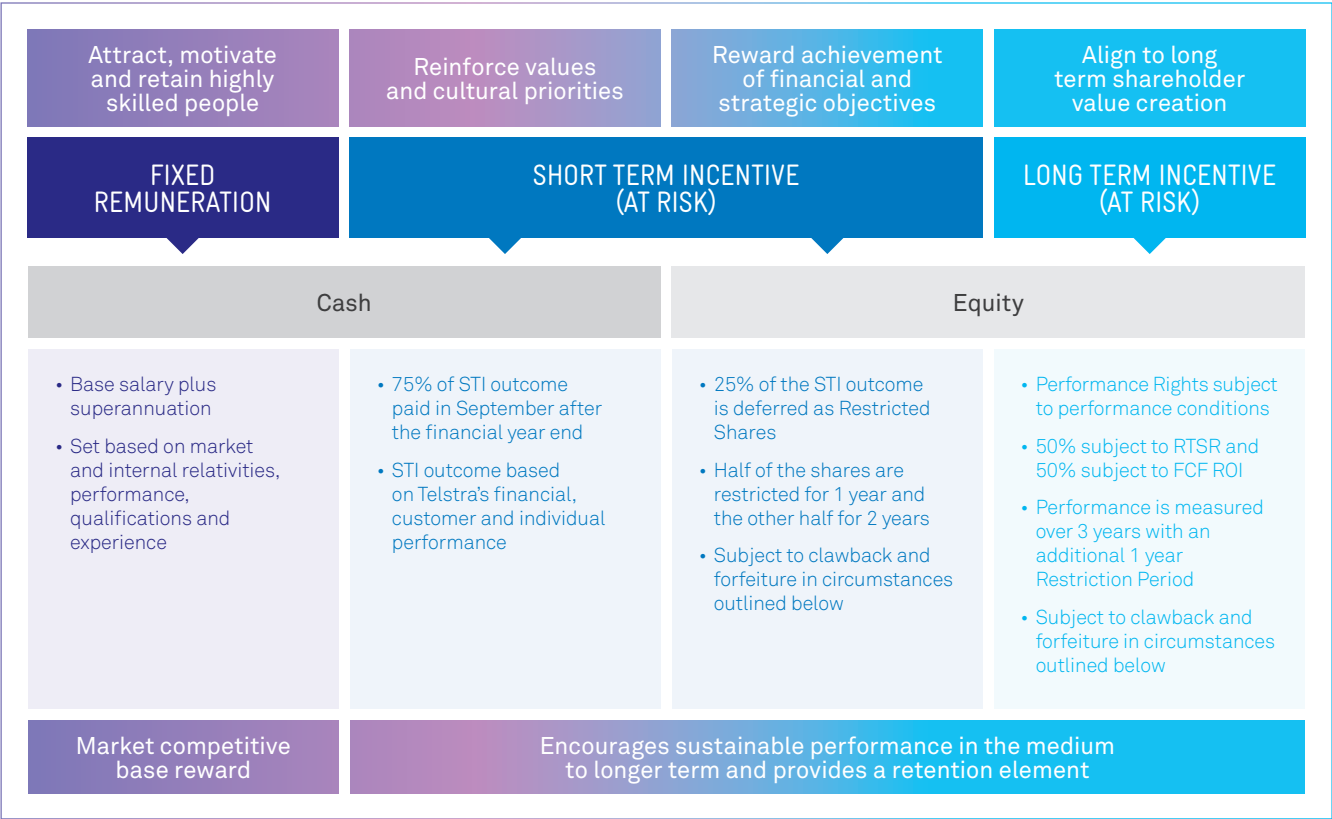 Attract, motivate
and retain highly
skilled people
Reinforce values
and cultural priorities
Reward achievement
of financial and
strategic objectives
Align to long
term shareholder
value creation
FIXED
REMUNERATION
SHORT TERM INCENTIVE
(AT RISK)
LONG TERM INCENTIVE
(AT RISK)
Cash
Equity
• Base salary plus
superannuation
• Set based on market
and internal relativities,
performance,
qualifications and
experience
• 75% of STI outcome
paid in September after
the financial year end
• STI outcome based
on Telstra’s financial,
customer and individual
performance
• 25% of the STI outcome
is deferred as Restricted
Shares
• Half of the shares are
restricted for 1 year and
the other half for 2 years
• Subject to clawback and
forfeiture in circumstances
outlined below
• Performance Rights subject
to performance conditions
• 50% subject to RTSR and
50% subject to FCF ROI
• Performance is measured
over 3 years with an
additional 1 year
Restriction Period
• Subject to clawback and
forfeiture in circumstances
outlined below
Market competitive
base reward
Encourages sustainable performance in the medium
to longer term and provides a retention element